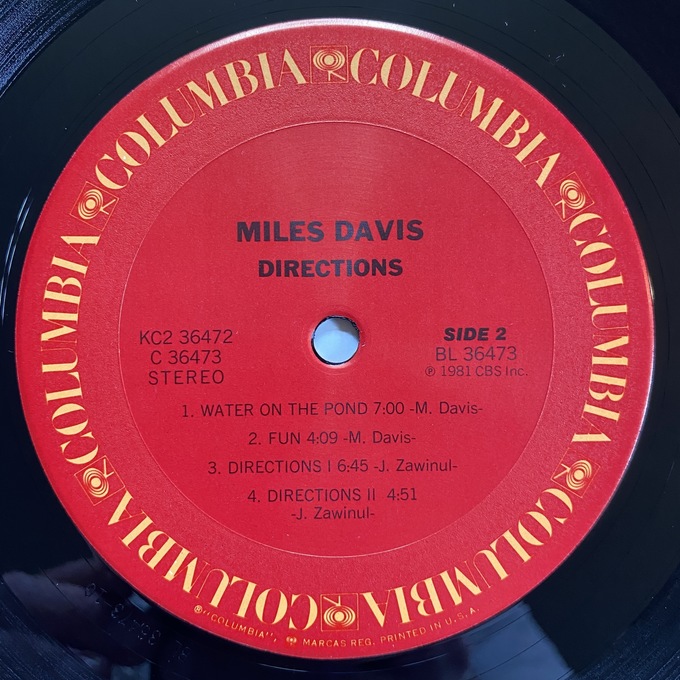 COLUMBIA COLUMBIA COLUMBIA COLUMBIA COLUMBIA COLUMBIA
MILES DAVIS
DIRECTIONS
KC2 36472
C 36473
STEREO
SIDE 2
BL 36473
℗ 1981 CBS Inc.
1. WATER ON THE POND 7:00 -M. Davis-
2. FUN 4:09 -M. Davis-
3. DIRECTIONS I 6:45 -J. Zawinul-
4. DIRECTIONS II 4:51
-J. Zawinul-
®"COLUMBIA", MARCAS REG. PRINTED IN U.S.A.